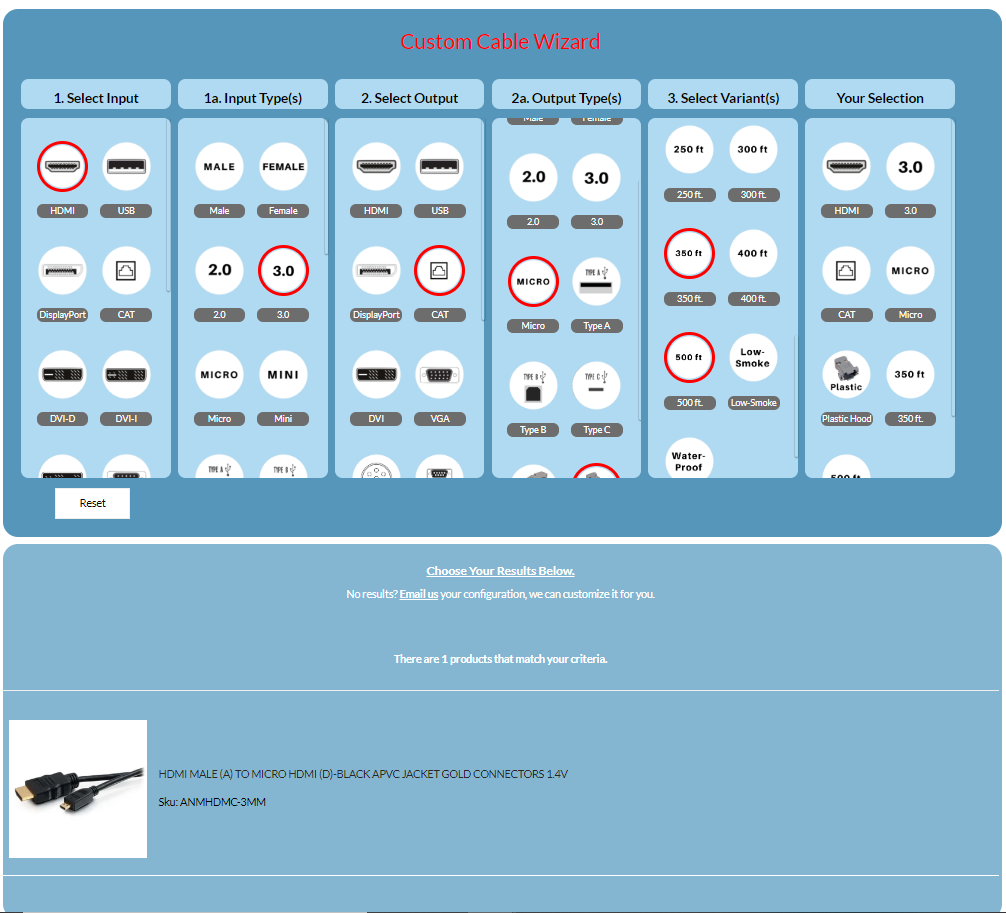 Custom Cable Wizard
1. Select Input
1a. Input Type(s)
2. Select Output
2a. Output Type(s)
3. Select Variant(s)
Your Selection
HDMI USB
DisplayPort CAT
DVI-D DVI-I
MALE FEMALE
Male Female
2.0 3.0
2.0 3.0
MICRO MINI
Micro Mini
TYPE A TYPE B
HDMI USB
DisplayPort CAT
DVI VGA
Male Female
2.0 3.0
2.0 3.0
MICRO TYPE A
Micro Type A
TYPE B TYPE C
Type B Type C
250 ft 300 ft
250 ft. 300 ft.
350 ft 400 ft
350 ft. 400 ft.
500 ft Low-
Smoke
500 ft. Low-Smoke
Water-
Proof
3.0
HDMI 3.0
MICRO
CAT Micro
Plastic 350 ft
Plastic Hood 350 ft.
500 ft
Reset
Choose Your Results Below.
No results? Email us your configuration, we can customize it for you.
There are 1 products that match your criteria.
HDMI MALE (A) TO MICRO HDMI (D)-BLACK APVC JACKET GOLD CONNECTORS 1.4V
Sku: ANMHDMC-3MM